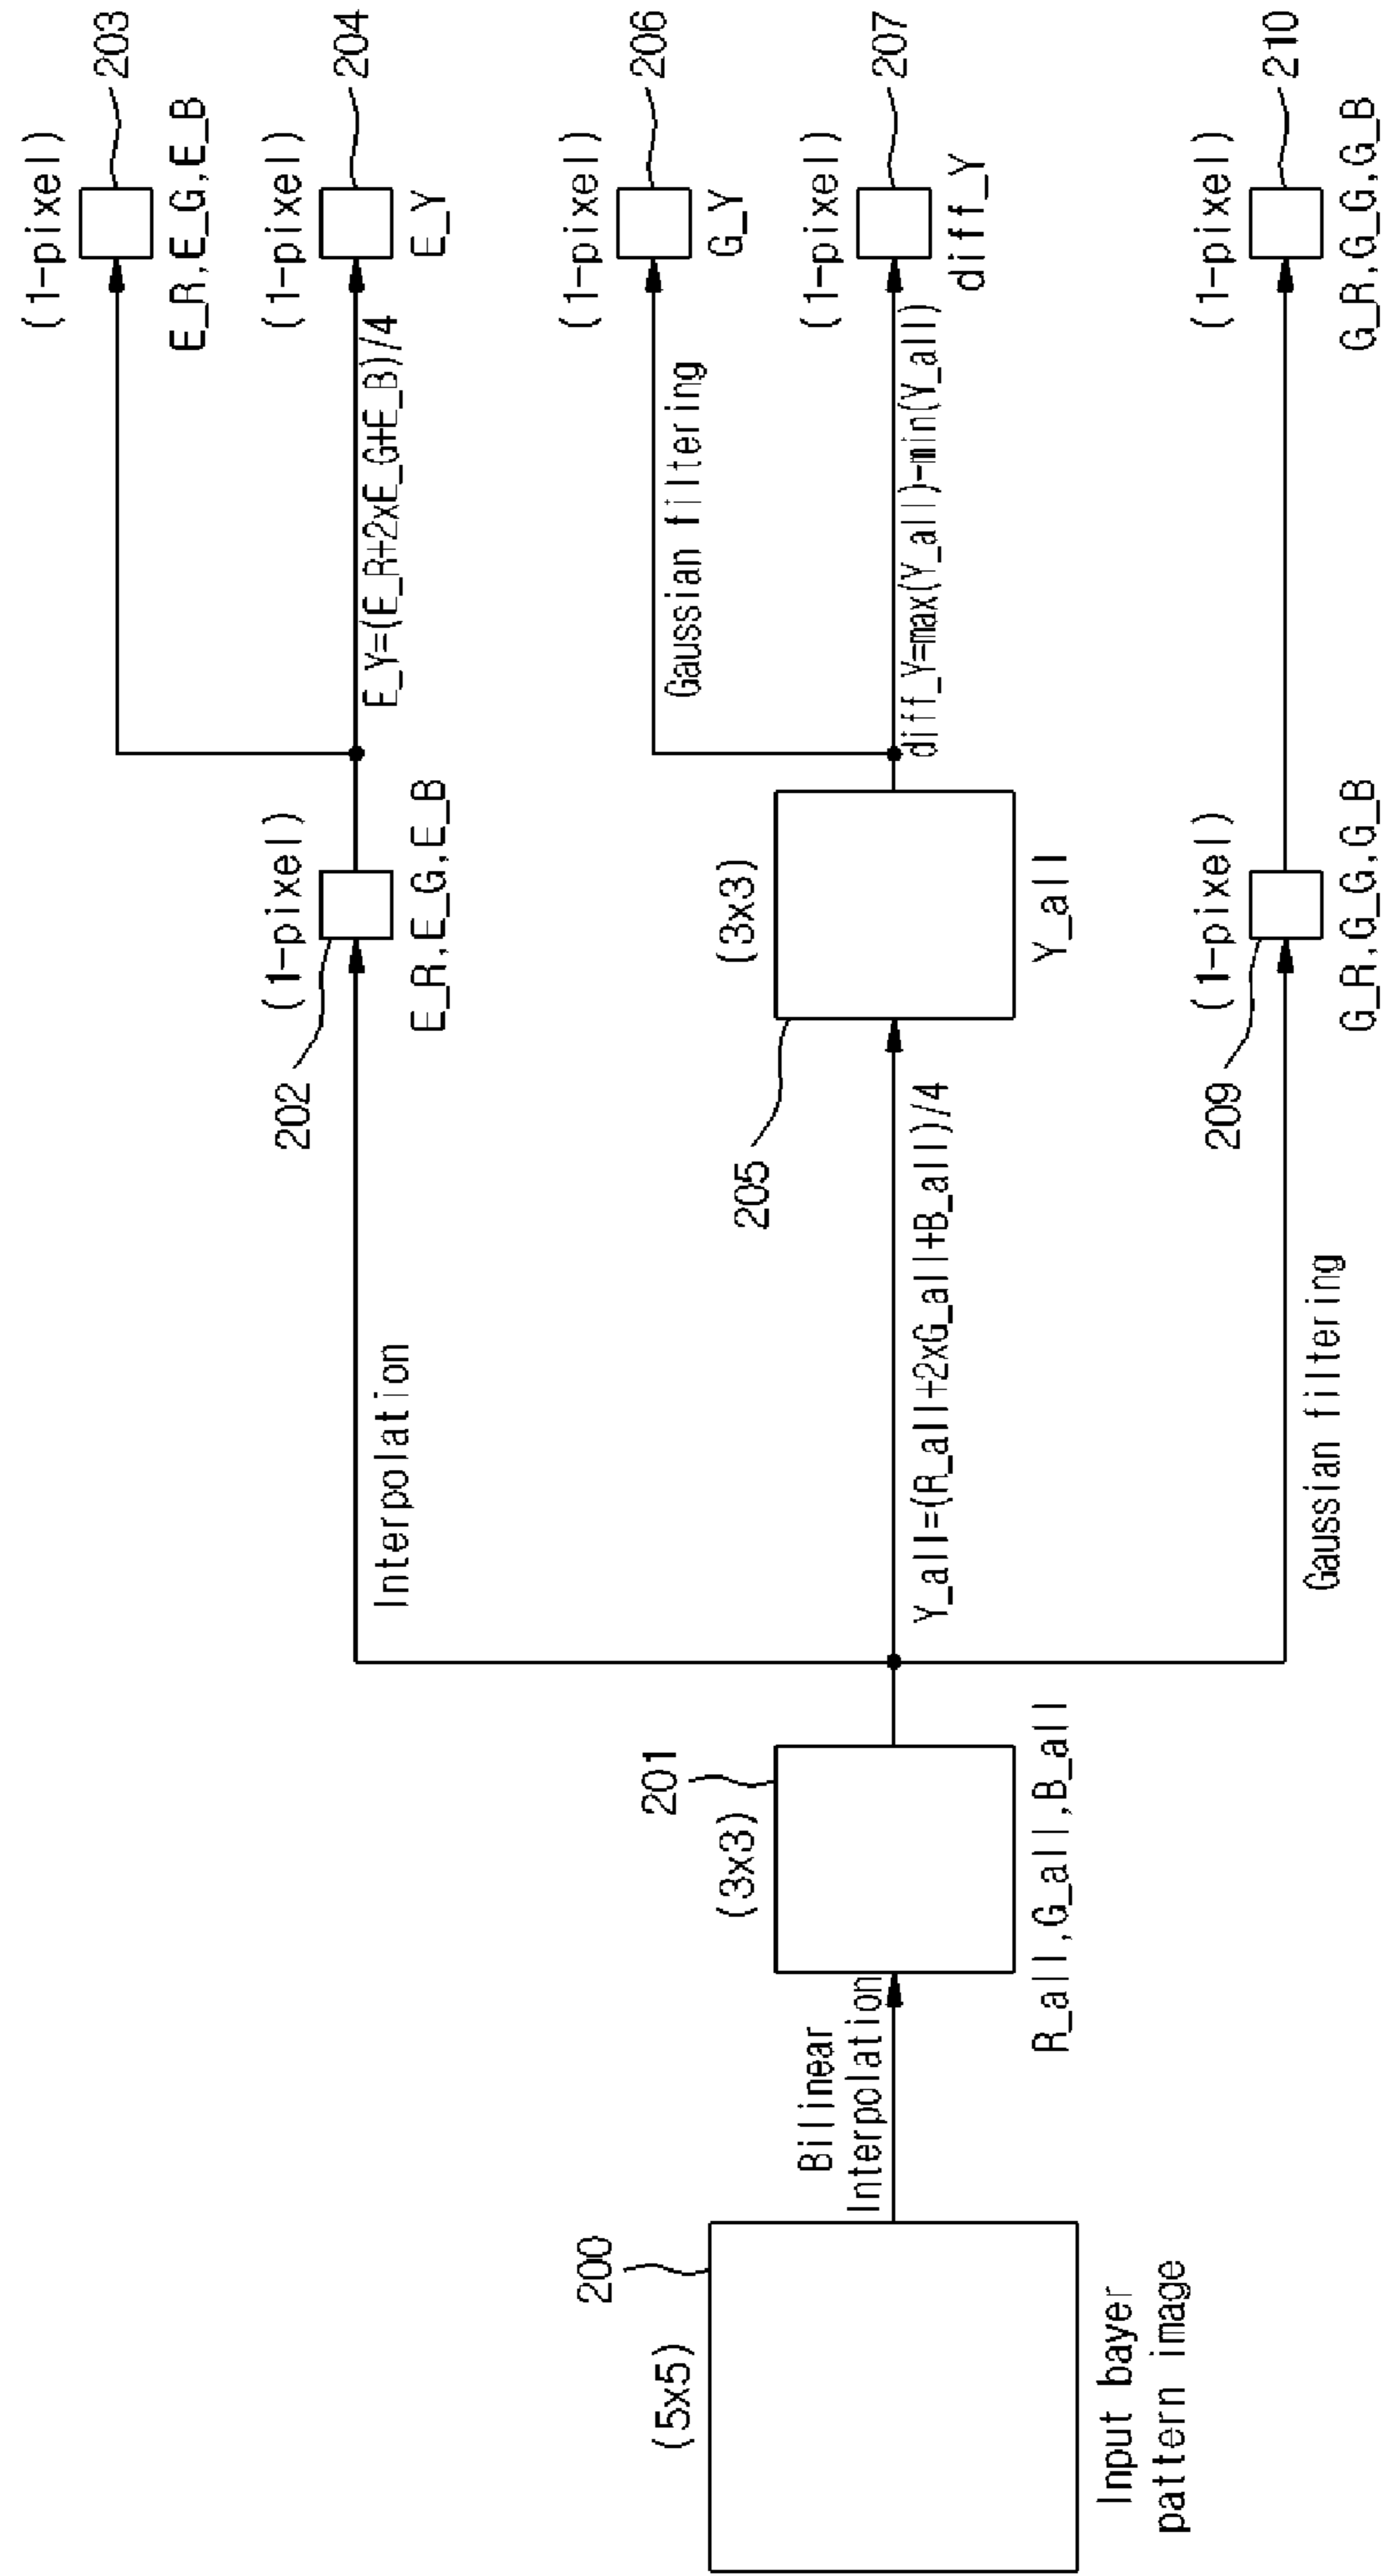 (5x5)
200
Input bayer
pattern image
Bilinear
Interpolation
(3x3)
201
R_all,G_all,B_all
Interpolation
Y_all=(R_all+2xG_all+B_all)/4
Gaussian filtering
202
(1-pixel)
E_R,E_G,E_B
205
(3x3)
Y_all
209
(1-pixel)
G_R,G_G,G_B
E_Y=(E_R+2xE_G+E_B)/4
Gaussian filtering
diff_Y=max(Y_all)-min(Y_all)
(1-pixel)
203
E_R,E_G,E_B
(1-pixel)
204
E_Y
(1-pixel)
206
G_Y
(1-pixel)
207
diff_Y
(1-pixel)
210
G_R,G_G,G_B